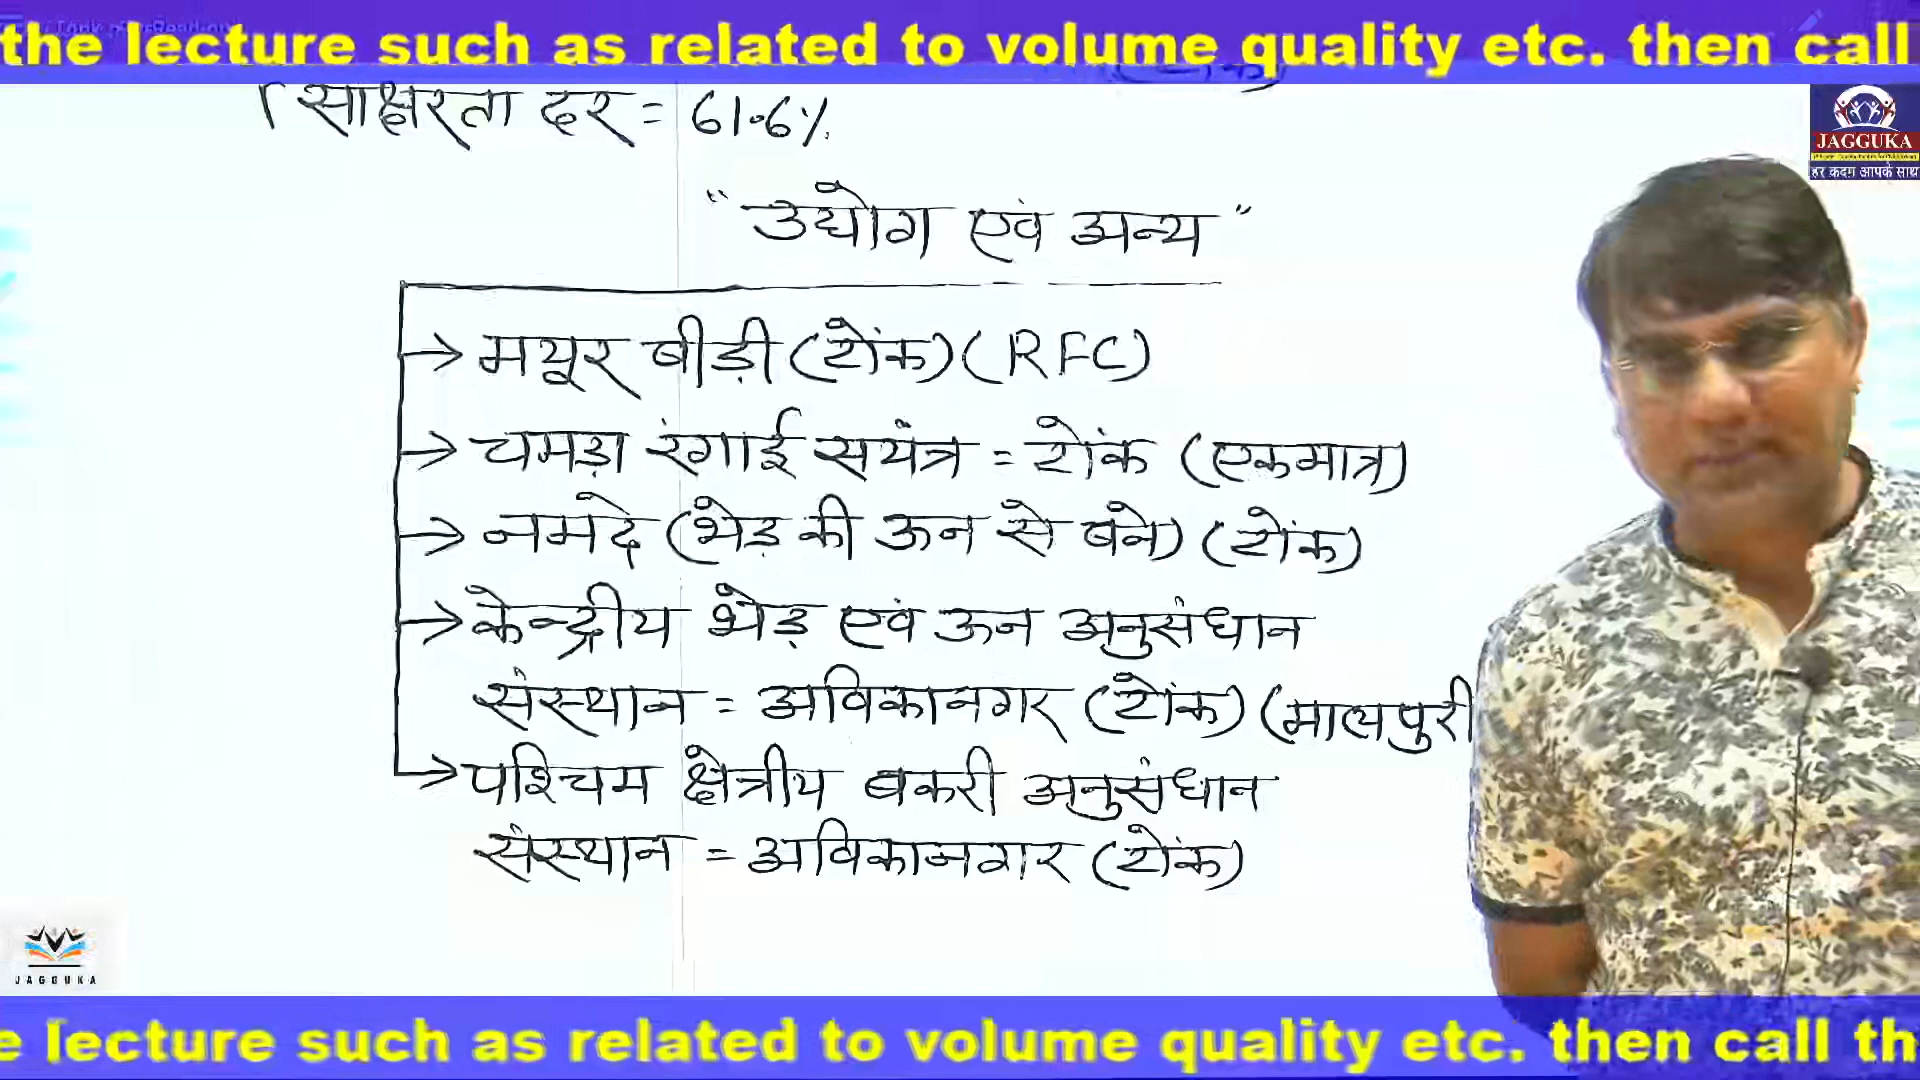 the lecture such as related to volume quality etc. then call
साक्षरता दर = 61.6%
"उद्योग एवं अन्य"
→ मयूर बीड़ी (टोंक) (RFC)
→ चमड़ा रंगाई सयंत्र = टोंक (एकमात्र)
→ नमदे (भेड़ की ऊन से बने) (टोंक)
→ केन्द्रीय भेड़ एवं ऊन अनुसंधान
संस्थान = अविकानगर (टोंक) (मालपुरा
→ पश्चिम क्षेत्रीय बकरी अनुसंधान
संस्थान = अविकानगर (टोंक)
JAGGUKA
हर कदम आपके साथ
JAGGUKA
e lecture such as related to volume quality etc. then call th